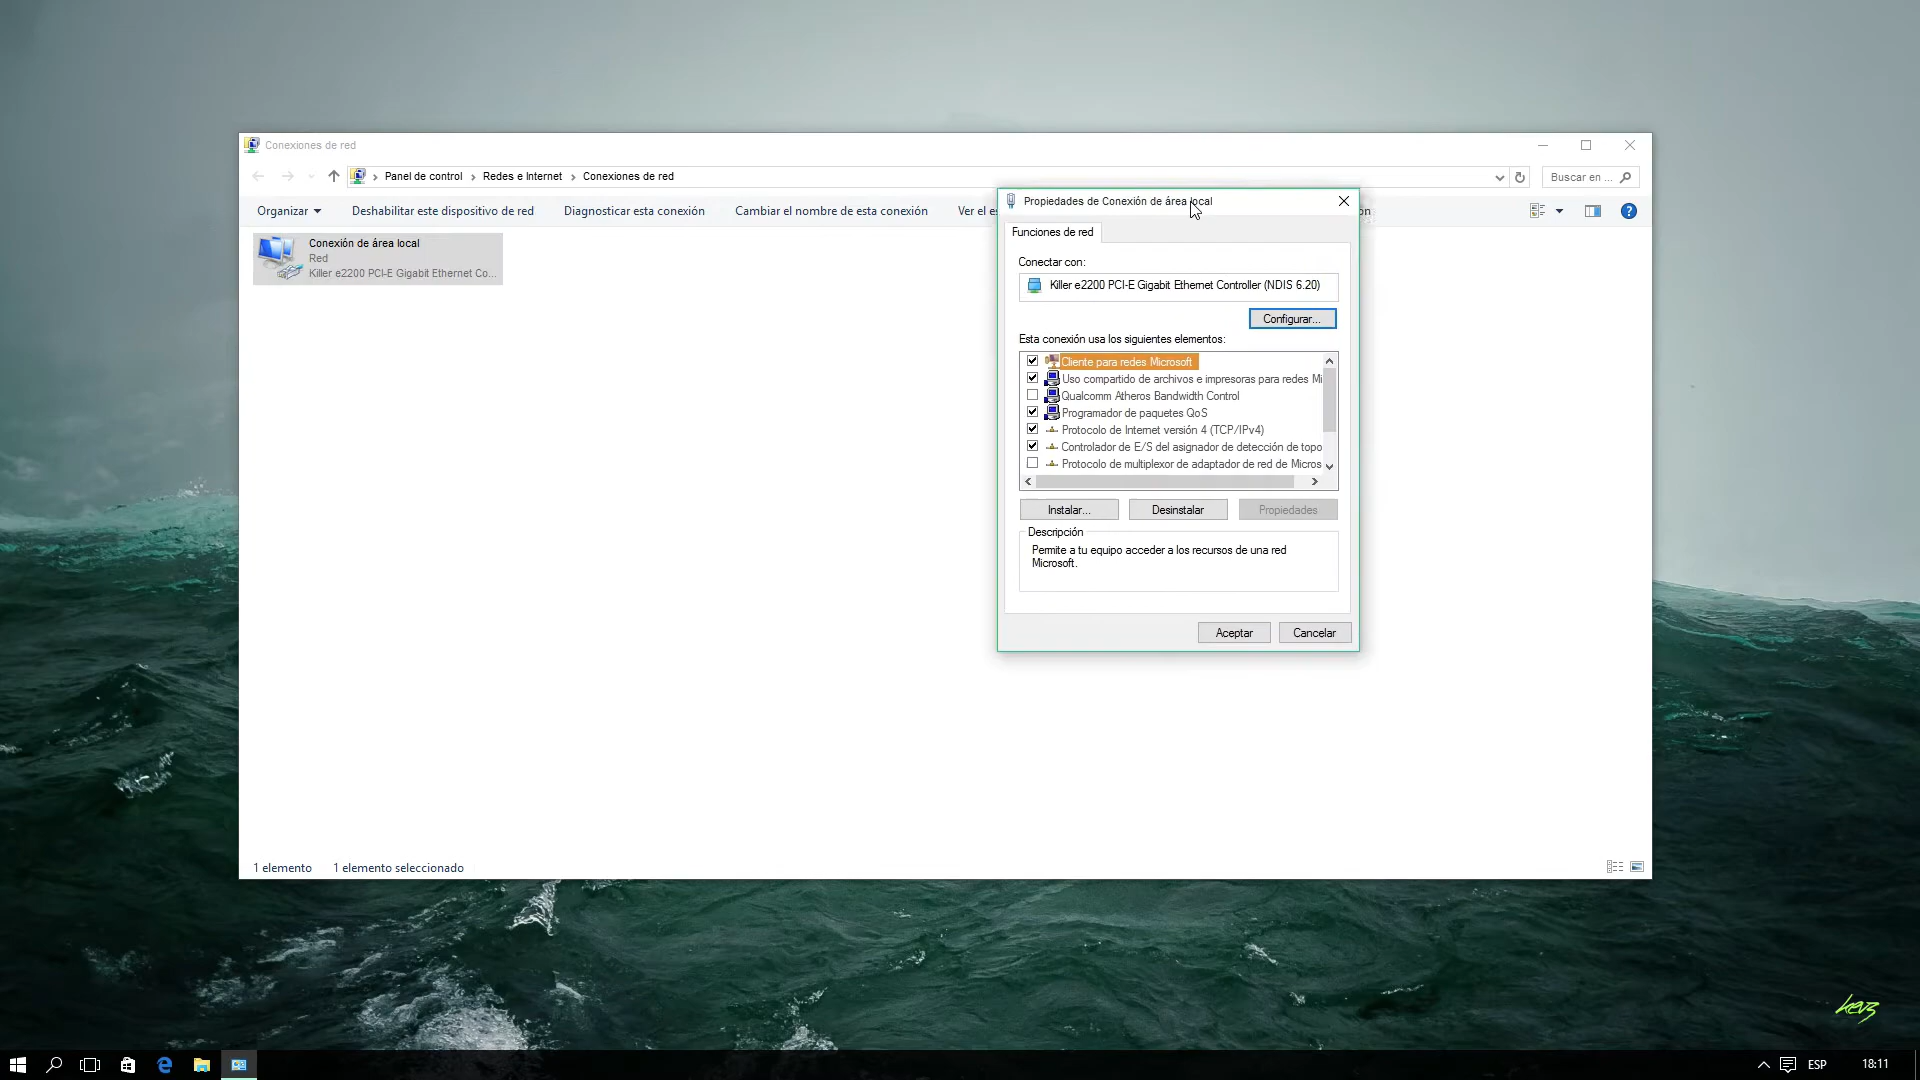 Conexiones de red
Panel de control > Redes e Internet > Conexiones de red
Buscar en ...
Organizar
Deshabilitar este dispositivo de red
Diagnosticar esta conexión
Cambiar el nombre de esta conexión
Ver el es
Conexión de área local
Red
Killer e2200 PCI-E Gigabit Ethernet Co...
Propiedades de Conexión de área local
Funciones de red
Conectar con:
Killer e2200 PCI-E Gigabit Ethernet Controller (NDIS 6.20)
Configurar...
Esta conexión usa los siguientes elementos:
Cliente para redes Microsoft
Uso compartido de archivos e impresoras para redes Mi
Qualcomm Atheros Bandwidth Control
Programador de paquetes QoS
Protocolo de Internet versión 4 (TCP/IPv4)
Controlador de E/S del asignador de detección de topo
Protocolo de multiplexor de adaptador de red de Micros
Instalar...
Desinstalar
Propiedades
Descripción
Permite a tu equipo acceder a los recursos de una red
Microsoft.
Aceptar
Cancelar
1 elemento
1 elemento seleccionado
ESP
18:11